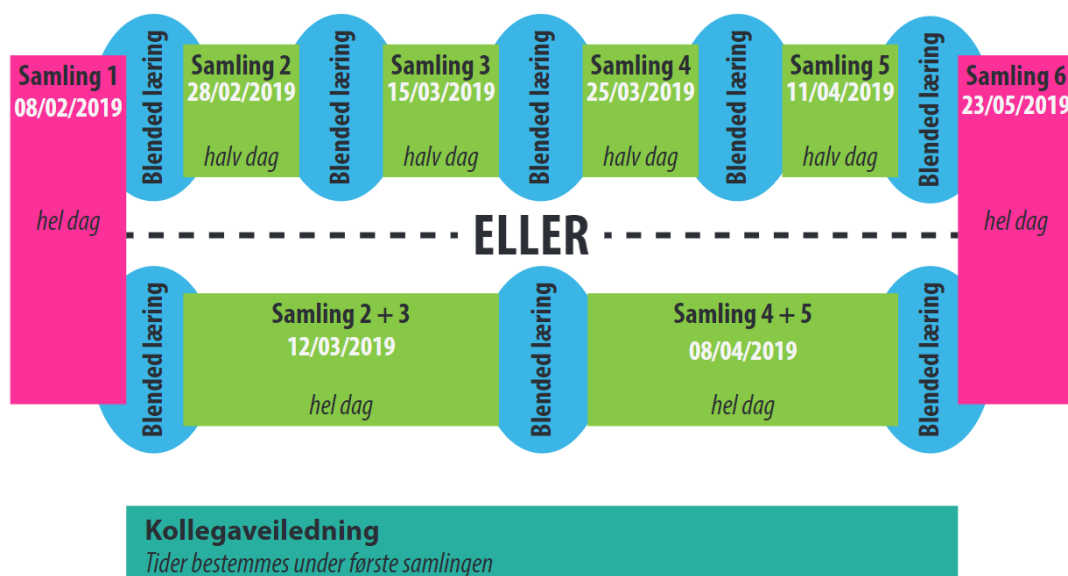 Samling 1
08/02/2019
hel dag
Blended læring
Samling 2
28/02/2019
halv dag
Blended læring
Samling 3
15/03/2019
halv dag
Blended læring
Samling 4
25/03/2019
halv dag
Blended læring
Samling 5
11/04/2019
halv dag
Blended læring
Samling 6
23/05/2019
hel dag
ELLER
Blended læring
Samling 2 + 3
12/03/2019
hel dag
Blended læring
Samling 4 + 5
08/04/2019
hel dag
Blended læring
Kollegaveiledning
Tider bestemmes under første samlingen